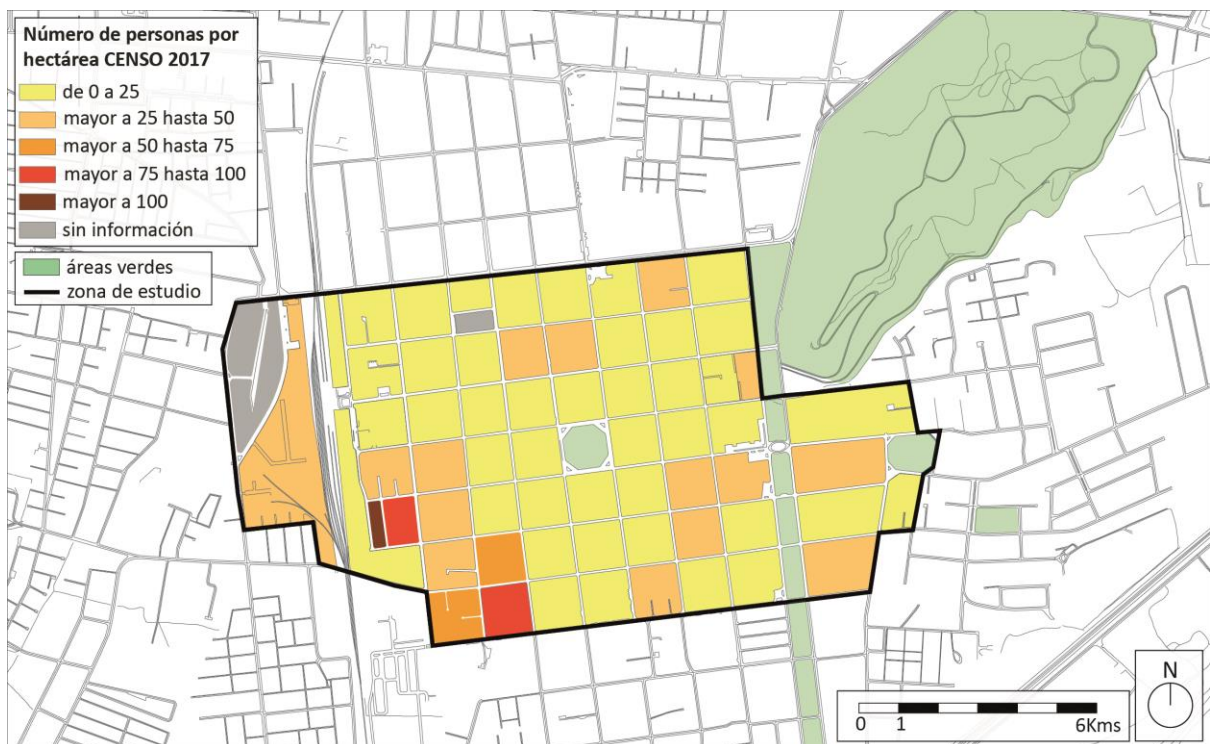 Número de personas por
hectárea CENSO 2017
de 0 a 25
mayor a 25 hasta 50
mayor a 50 hasta 75
mayor a 75 hasta 100
mayor a 100
sin información
áreas verdes
zona de estudio
N
0 1 6Kms